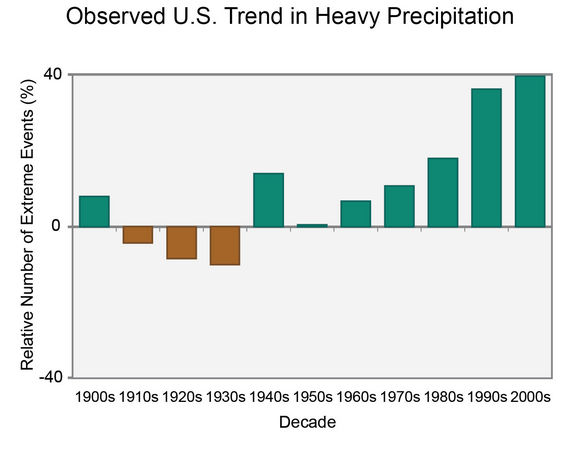 Observed U.S. Trend in Heavy Precipitation
Relative Number of Extreme Events (%)
40
0
-40
1900s 1910s 1920s 1930s 1940s 1950s 1960s 1970s 1980s 1990s 2000s
Decade